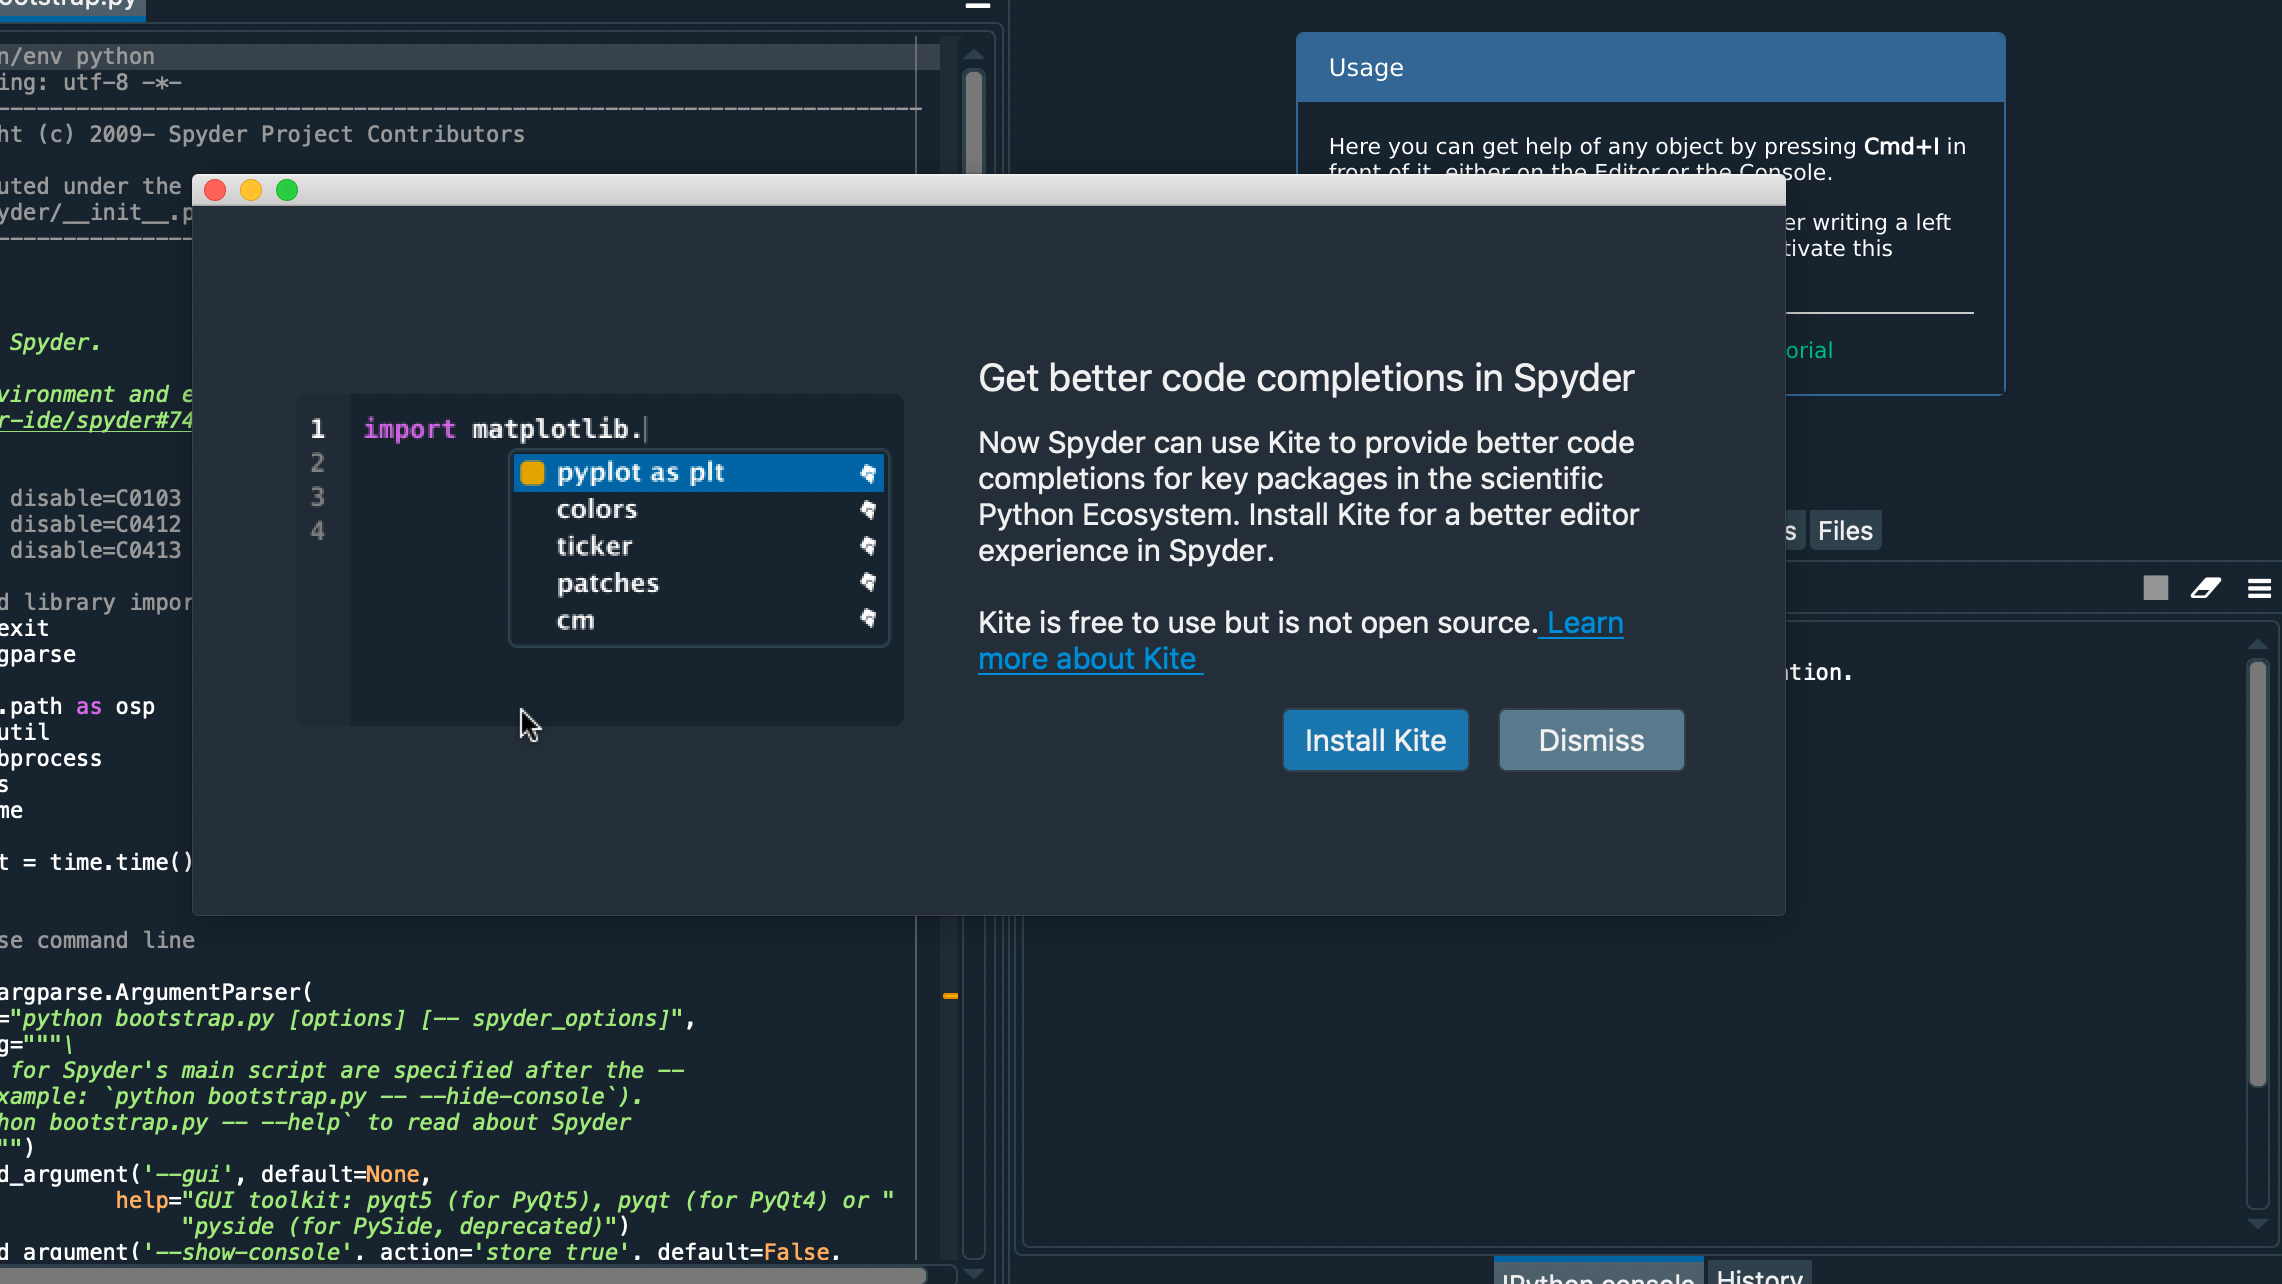 n/env python
ing: utf-8 -*-
ht (c) 2009- Spyder Project Contributors
uted under the
yder/__init__.p
Spyder.
vironment and e
r-ide/spyder#74
disable=C0103
disable=C0412
disable=C0413
d library impor
exit
gparse
.path as osp
util
bprocess
s
me
t = time.time()
se command line
argparse.ArgumentParser(
="python bootstrap.py [options] [-- spyder_options]",
g="""\
for Spyder's main script are specified after the --
xample: `python bootstrap.py -- --hide-console`).
hon bootstrap.py -- --help` to read about Spyder
"")
d_argument('--gui', default=None,
help="GUI toolkit: pyqt5 (for PyQt5), pyqt (for PyQt4) or "
"pyside (for PySide, deprecated)")
d_argument('--show-console', action='store_true', default=False,
1 import matplotlib.
2
3
4
pyplot as plt
colors
ticker
patches
cm
Get better code completions in Spyder
Now Spyder can use Kite to provide better code
completions for key packages in the scientific
Python Ecosystem. Install Kite for a better editor
experience in Spyder.
Kite is free to use but is not open source. Learn
more about Kite
Install Kite
Dismiss
Usage
Here you can get help of any object by pressing Cmd+I in
front of it, either on the Editor or the Console.
er writing a left
tivate this
orial
s
Files
ation.
IPython console
History